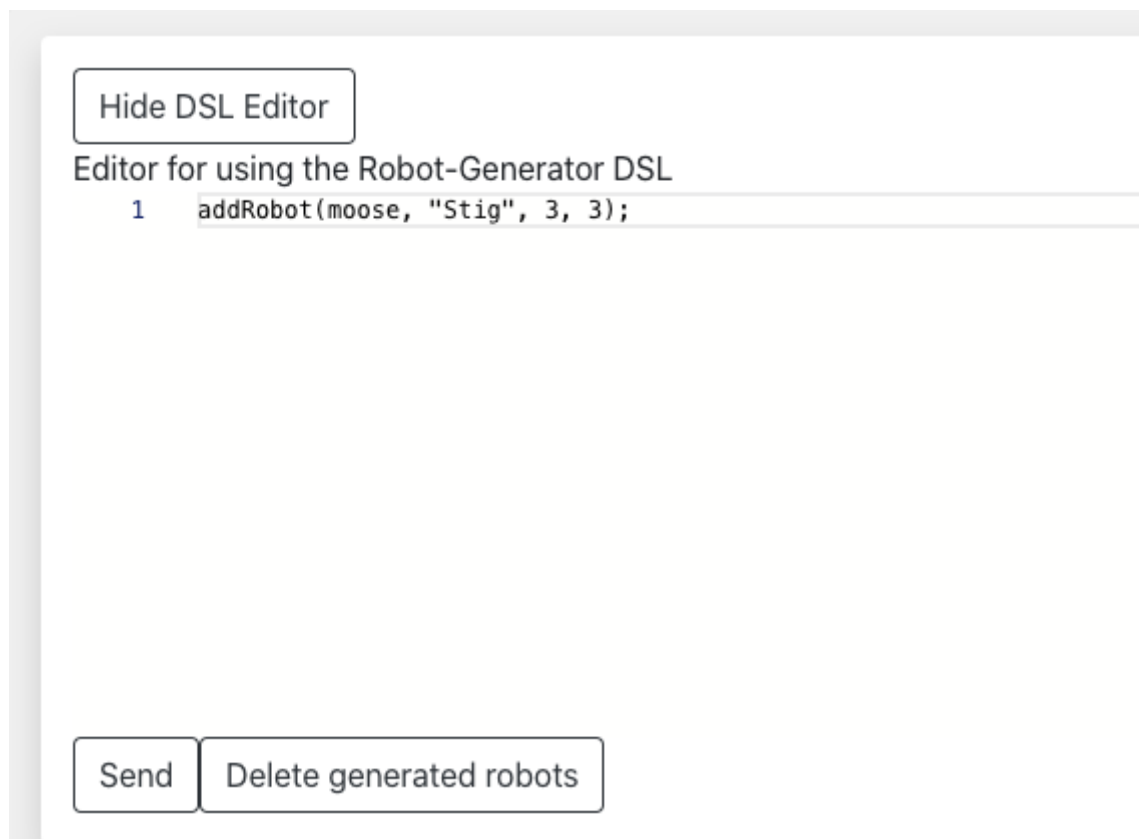 Hide DSL Editor
Editor for using the Robot-Generator DSL
1 addRobot(moose, "Stig", 3, 3);
Send Delete generated robots